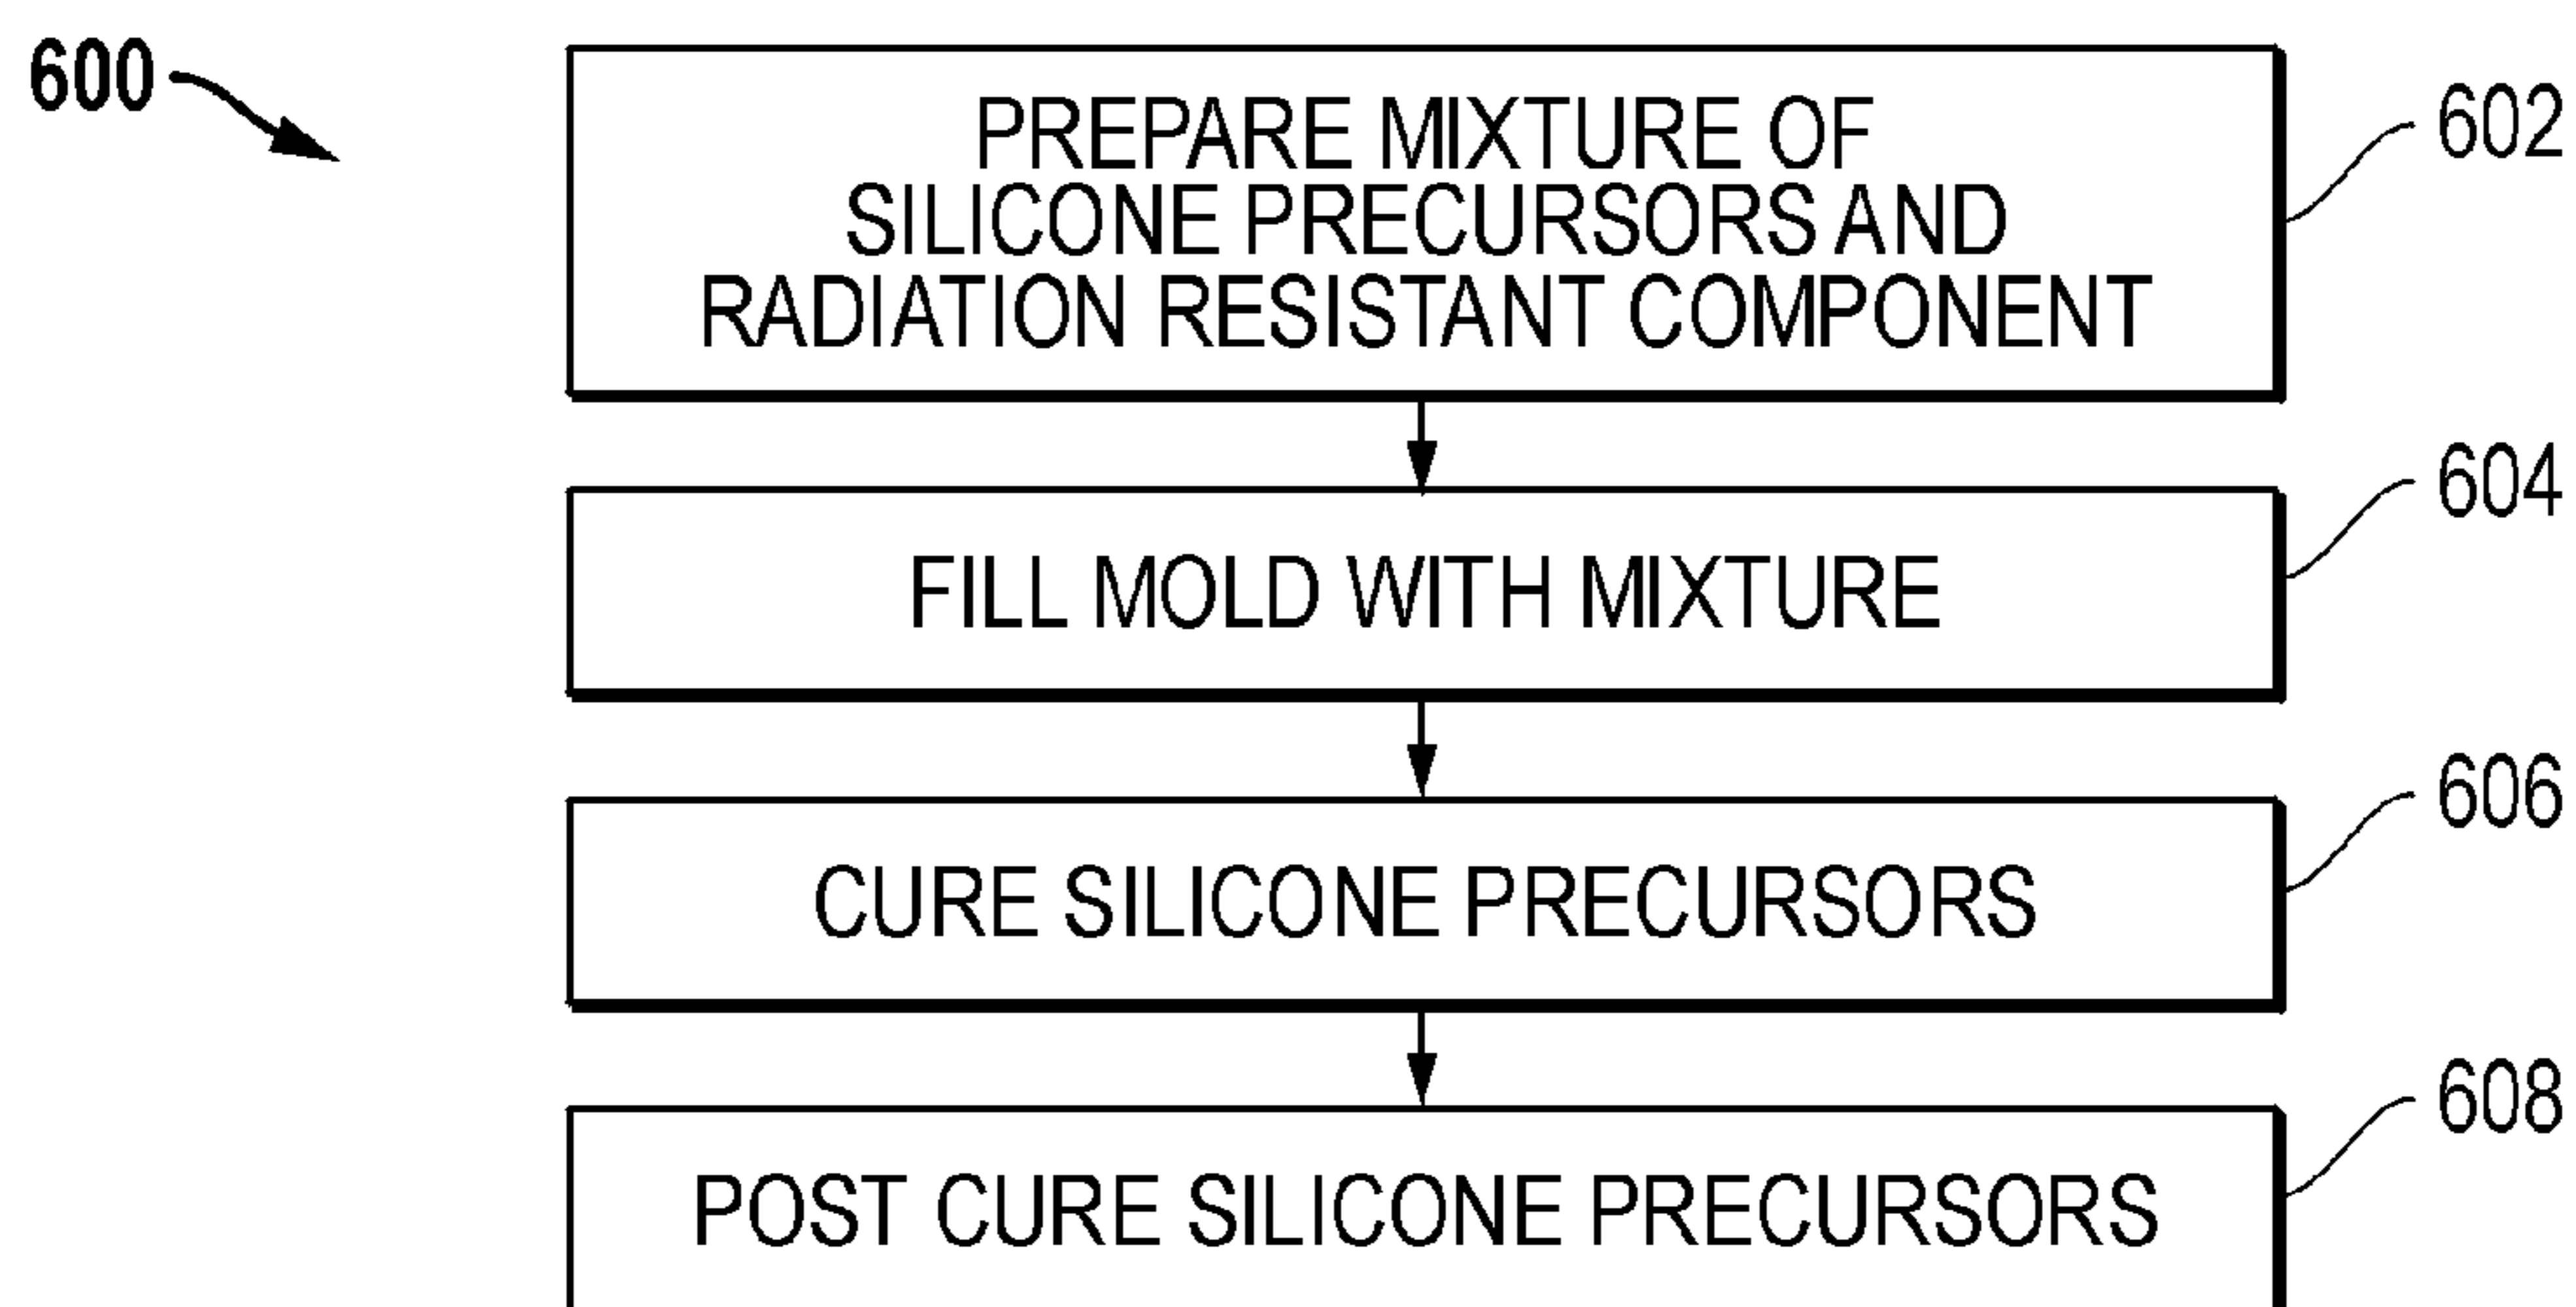 600
PREPARE MIXTURE OF
SILICONE PRECURSORS AND
RADIATION RESISTANT COMPONENT
602
FILL MOLD WITH MIXTURE
604
CURE SILICONE PRECURSORS
606
POST CURE SILICONE PRECURSORS
608